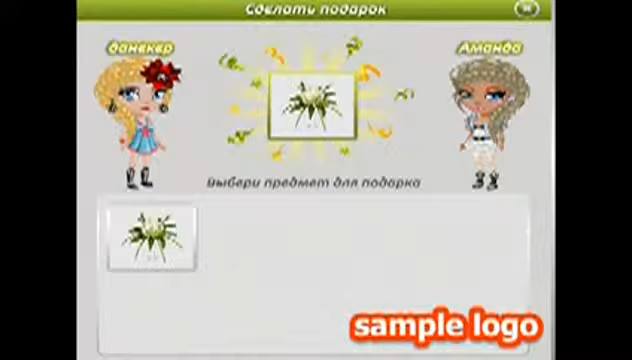 Сделать подарок
данекер
Аманда
Выбери предмет для подарка
sample logo